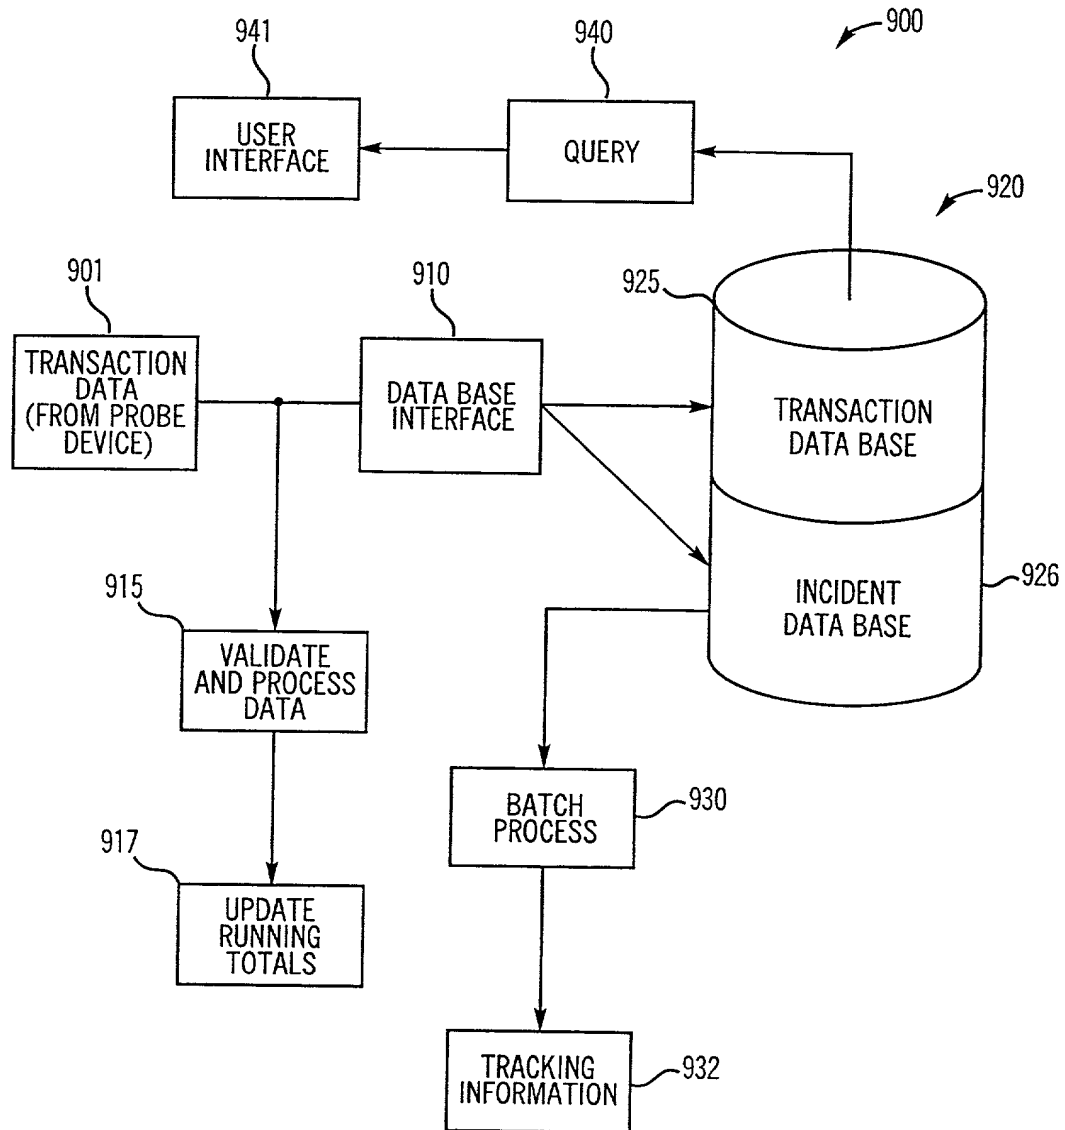 900
941
940
USER
INTERFACE
QUERY
920
901
910
925
TRANSACTION
DATA
(FROM PROBE
DEVICE)
DATA BASE
INTERFACE
TRANSACTION
DATA BASE
915
926
INCIDENT
DATA BASE
VALIDATE
AND PROCESS
DATA
930
BATCH
PROCESS
917
UPDATE
RUNNING
TOTALS
932
TRACKING
INFORMATION